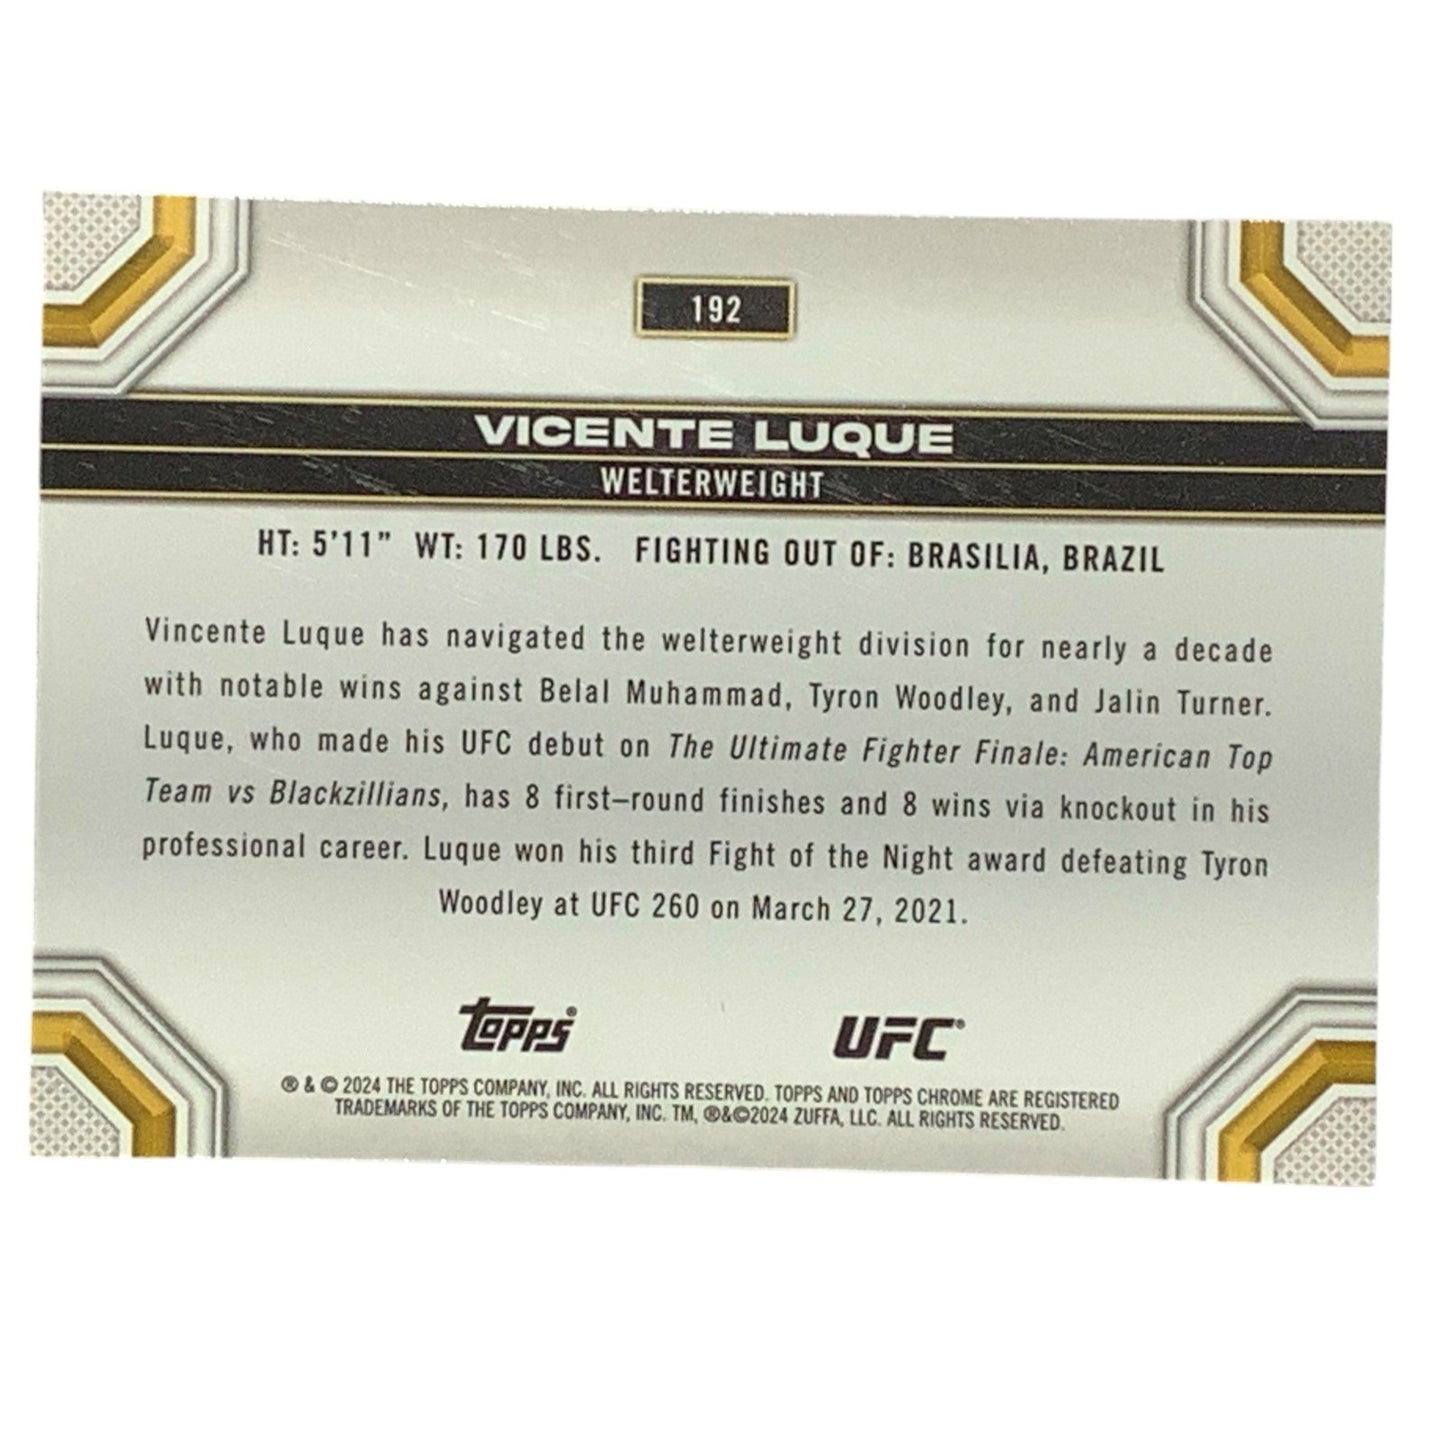 192
VICENTE LUQUE
WELTERWEIGHT
HT: 5'11” WT: 170 LBS. FIGHTING OUT OF: BRASILIA, BRAZIL
Vincente Luque has navigated the welterweight division for nearly a decade
with notable wins against Belal Muhammad, Tyron Woodley, and Jalin Turner.
Luque, who made his UFC debut on The Ultimate Fighter Finale: American Top
Team vs Blackzillians, has 8 first–round finishes and 8 wins via knockout in his
professional career. Luque won his third Fight of the Night award defeating Tyron
Woodley at UFC 260 on March 27, 2021.
Topps® UFC®
® & © 2024 THE TOPPS COMPANY, INC. ALL RIGHTS RESERVED. TOPPS AND TOPPS CHROME ARE REGISTERED
TRADEMARKS OF THE TOPPS COMPANY, INC. TM, ®&©2024 ZUFFA, LLC. ALL RIGHTS RESERVED.